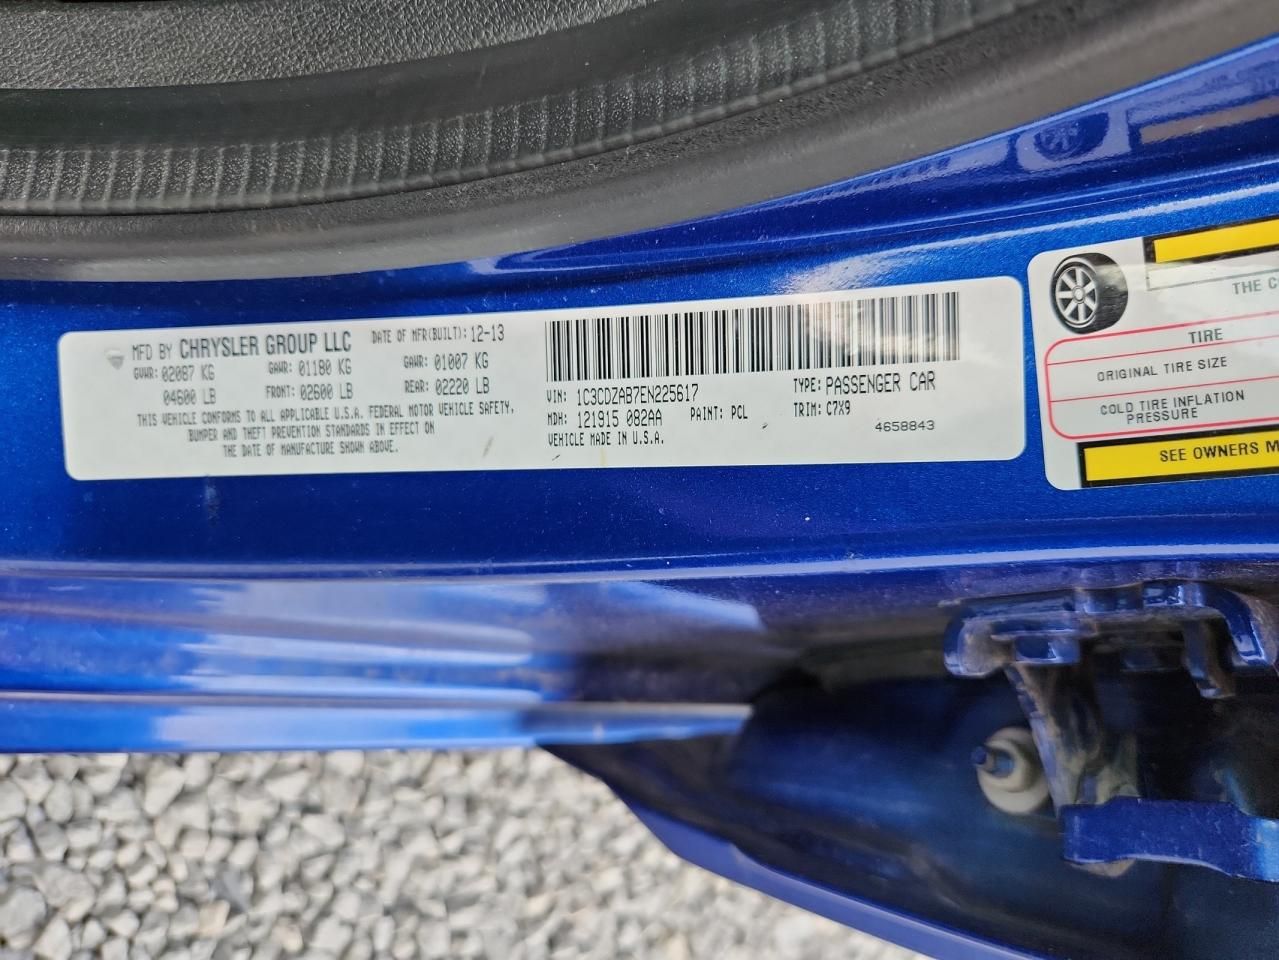 MFD BY CHRYSLER GROUP LLC DATE OF MFR(BUILT): 12-13
GVWR: 02087 KG GAWR: 01180 KG GAWR: 01007 KG
04600 LB FRONT: 02600 LB REAR: 02220 LB
THIS VEHICLE CONFORMS TO ALL APPLICABLE U.S.A. FEDERAL MOTOR VEHICLE SAFETY,
BUMPER AND THEFT PREVENTION STANDARDS IN EFFECT ON
THE DATE OF MANUFACTURE SHOWN ABOVE.
VIN: 1C3CDZAB7EN225617 TYPE: PASSENGER CAR
MDH: 121915 082AA PAINT: PCL TRIM: C7X9
VEHICLE MADE IN U.S.A. 4658843
THE C
TIRE
ORIGINAL TIRE SIZE
COLD TIRE INFLATION
PRESSURE
SEE OWNERS M